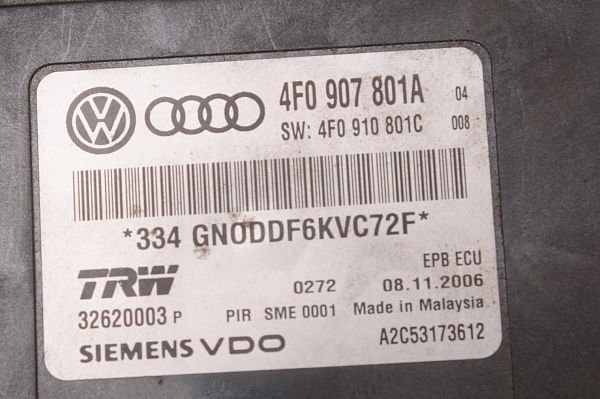 4F0 907 801A 04
SW: 4F0 910 801C 008
*334 GNODDF6KVC72F*
EPB ECU
TRW 0272 08.11.2006
32620003 P PIR SME 0001 Made in Malaysia
SIEMENS VDO A2C53173612